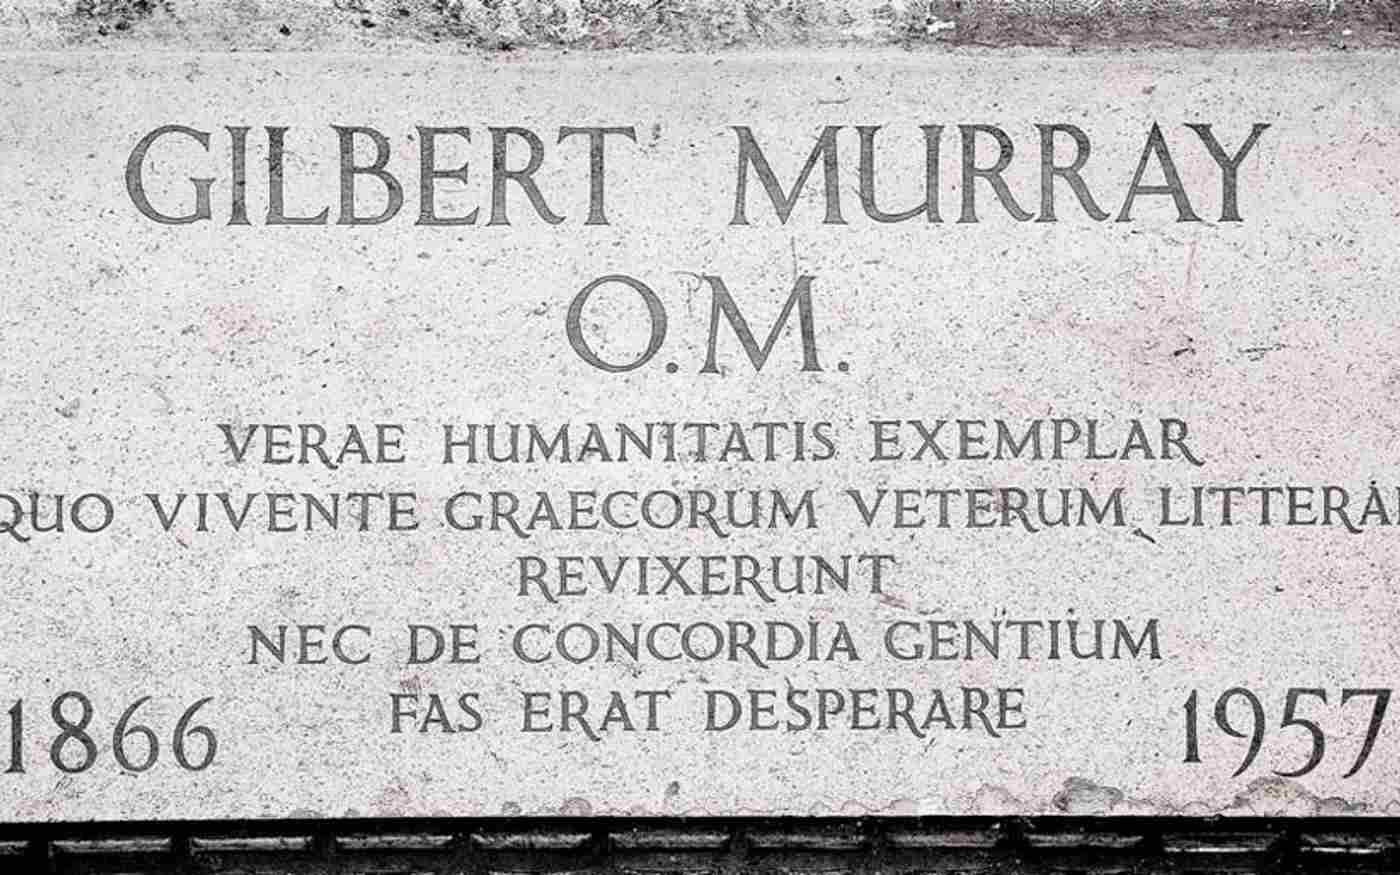 GILBERT MURRAY
O.M.
VERAE HUMANITATIS EXEMPLAR
QUO VIVENTE GRAECORUM VETERUM LITTERA
REVIXERUNT
NEC DE CONCORDIA GENTIUM
FAS ERAT DESPERARE
1866 1957